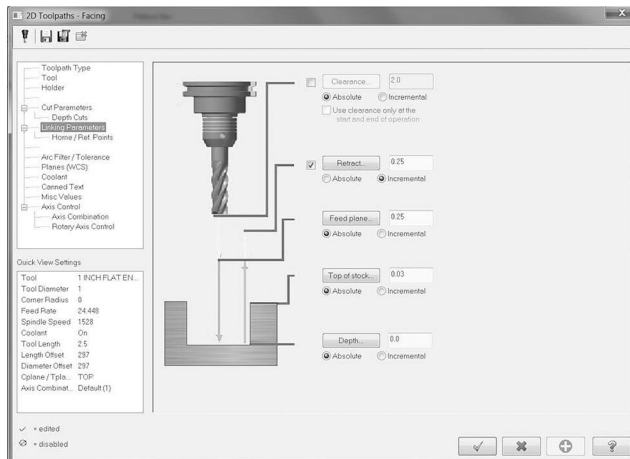 2D Toolpaths - Facing
Toolpath Type
Tool
Holder
Cut Parameters
Depth Cuts
Linking Parameters
Home / Ref. Points
Arc Filter / Tolerance
Planes (WCS)
Coolant
Canned Text
Misc Values
Axis Control
Axis Combination
Rotary Axis Control
Quick View Settings
Tool 1 INCH FLAT EN...
Tool Diameter 1
Corner Radius 0
Feed Rate 24.448
Spindle Speed 1528
Coolant On
Tool Length 2.5
Length Offset 297
Diameter Offset 297
Cplane / Tpla... TOP
Axis Combinat... Default (1)
✓ = edited
= disabled
Clearance... 2.0
Absolute Incremental
Use clearance only at the
start and end of operation
Retract... 0.25
Absolute Incremental
Feed plane... 0.25
Absolute Incremental
Top of stock... 0.03
Absolute Incremental
Depth... 0.0
Absolute Incremental